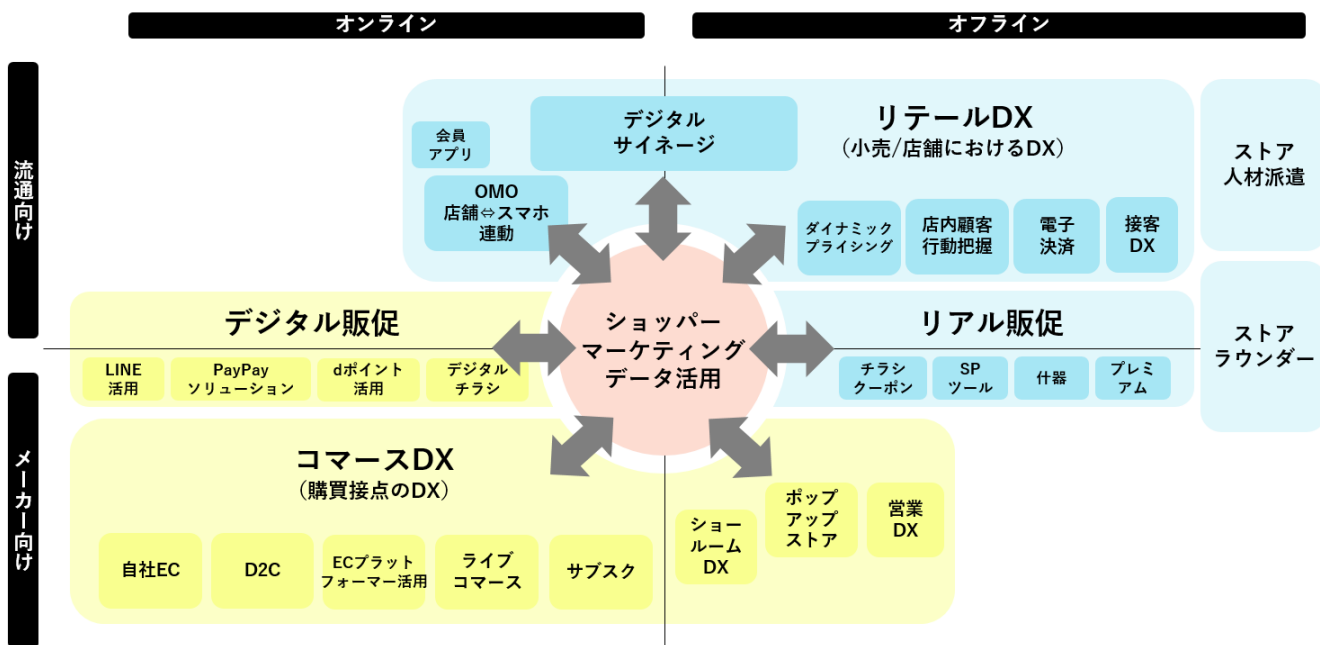 オンライン
オフライン
流通向け
メーカー向け
デジタル
サイネージ
リテールDX
（小売/店舗におけるDX）
会員
アプリ
OMO
店舗⇔スマホ
連動
ダイナミック
プライシング
店内顧客
行動把握
電子
決済
接客
DX
ストア
人材派遣
デジタル販促
LINE
活用
PayPay
ソリューション
dポイント
活用
デジタル
チラシ
ショッパー
マーケティング
データ活用
リアル販促
チラシ
クーポン
SP
ツール
什器
プレミ
アム
ストア
ラウンダー
コマースDX
（購買接点のDX）
自社EC
D2C
ECプラット
フォーマー活用
ライブ
コマース
サブスク
ショー
ルーム
DX
ポップ
アップ
ストア
営業
DX